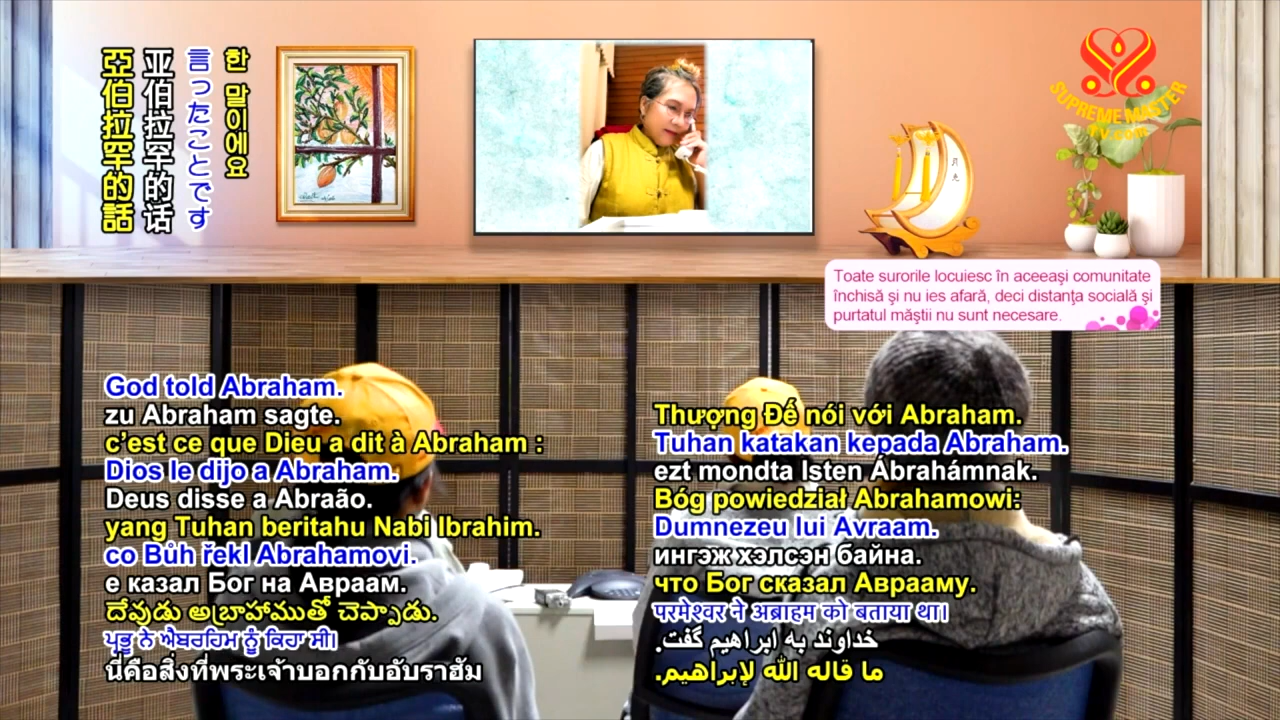 한 말이에요
言ったことです
亚伯拉罕的话
亞伯拉罕的話
SUPREME MASTER
TV.com
Toate surorile locuiesc în aceeaşi comunitate
închisă şi nu ies afară, deci distanţa socială şi
purtatul măştii nu sunt necesare.
God told Abraham.
zu Abraham sagte.
c’est ce que Dieu a dit à Abraham :
Dios le dijo a Abraham.
Deus disse a Abraão.
yang Tuhan beritahu Nabi Ibrahim.
co Bůh řekl Abrahamovi.
е казал Бог на Авраам.
దేవుడు అబ్రాహాముతో చెప్పాడు.
ਪ੍ਰਭੂ ਨੇ ਐਬਰਹਿਮ ਨੂੰ ਕਿਹਾ ਸੀ।
นี่คือสิ่งที่พระเจ้าบอกกับอับราฮัม
Thượng Đế nói với Abraham.
Tuhan katakan kepada Abraham.
ezt mondta Isten Ábrahámnak.
Bóg powiedział Abrahamowi:
Dumnezeu lui Avraam.
ингэж хэлсэн байна.
что Бог сказал Аврааму.
परमेश्वर ने अब्राहम को बताया था।
خداوند به ابراهیم گفت.
ما قاله الله لإبراهيم.